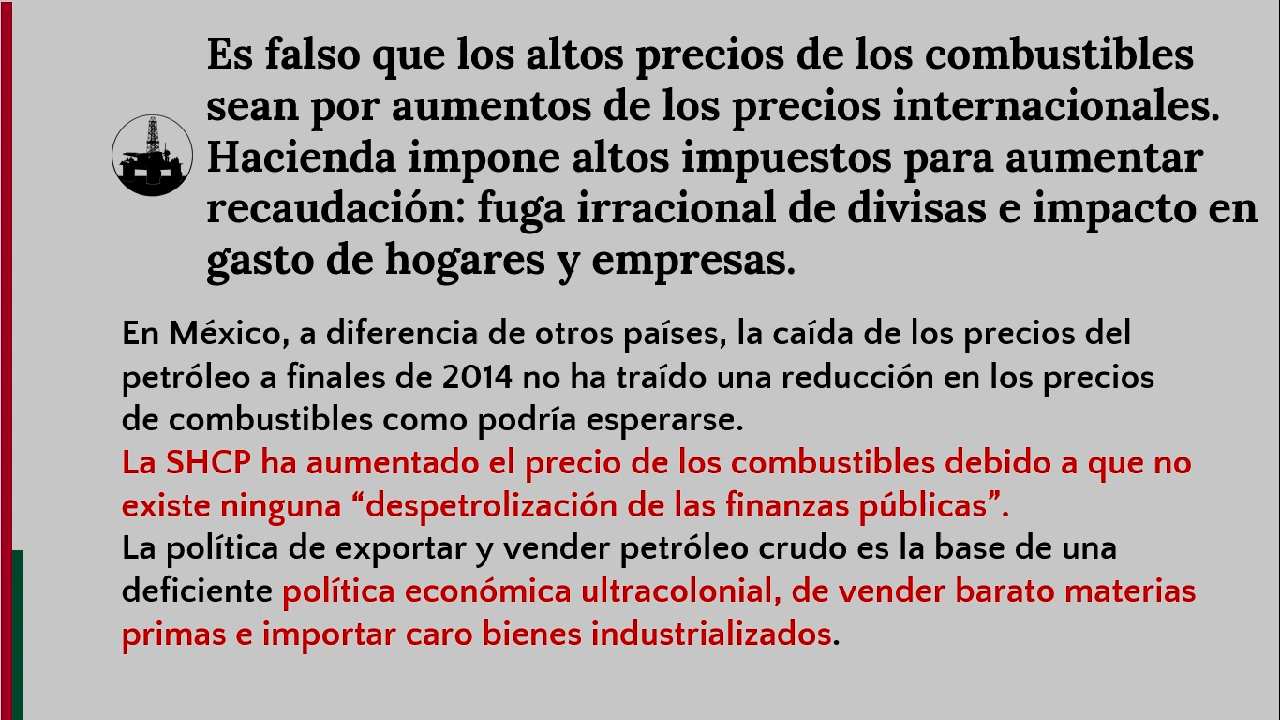 Es falso que los altos precios de los combustibles
sean por aumentos de los precios internacionales.
Hacienda impone altos impuestos para aumentar
recaudación: fuga irracional de divisas e impacto en
gasto de hogares y empresas.
En México, a diferencia de otros países, la caída de los precios del
petróleo a finales de 2014 no ha traído una reducción en los precios
de combustibles como podría esperarse.
La SHCP ha aumentado el precio de los combustibles debido a que no
existe ninguna “despetrolización de las finanzas públicas”.
La política de exportar y vender petróleo crudo es la base de una
deficiente política económica ultracolonial, de vender barato materias
primas e importar caro bienes industrializados.